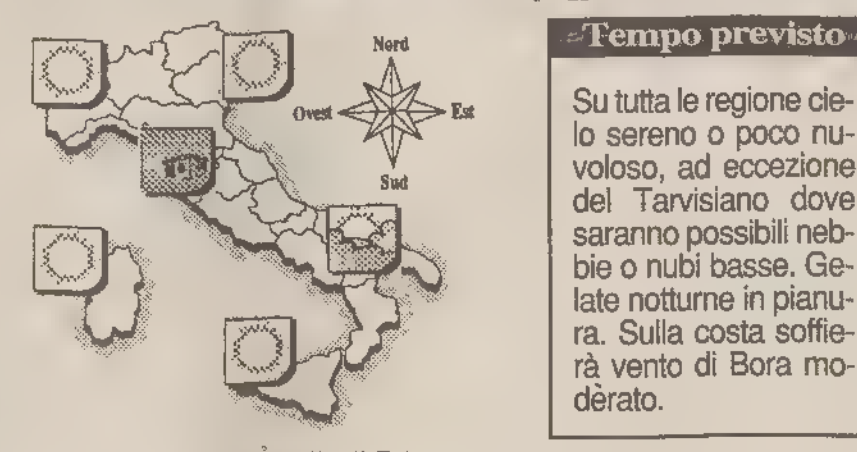 Nord
Ovest
Est
Sud
Tempo previsto
Su tutta le regione cie-
lo sereno o poco nu-
voloso, ad eccezione
del Tarvisiano dove
saranno possibili neb-
bie o nubi basse. Ge-
late notturne in pianu-
ra. Sulla costa soffie-
rà vento di Bora mo-
dèrato.